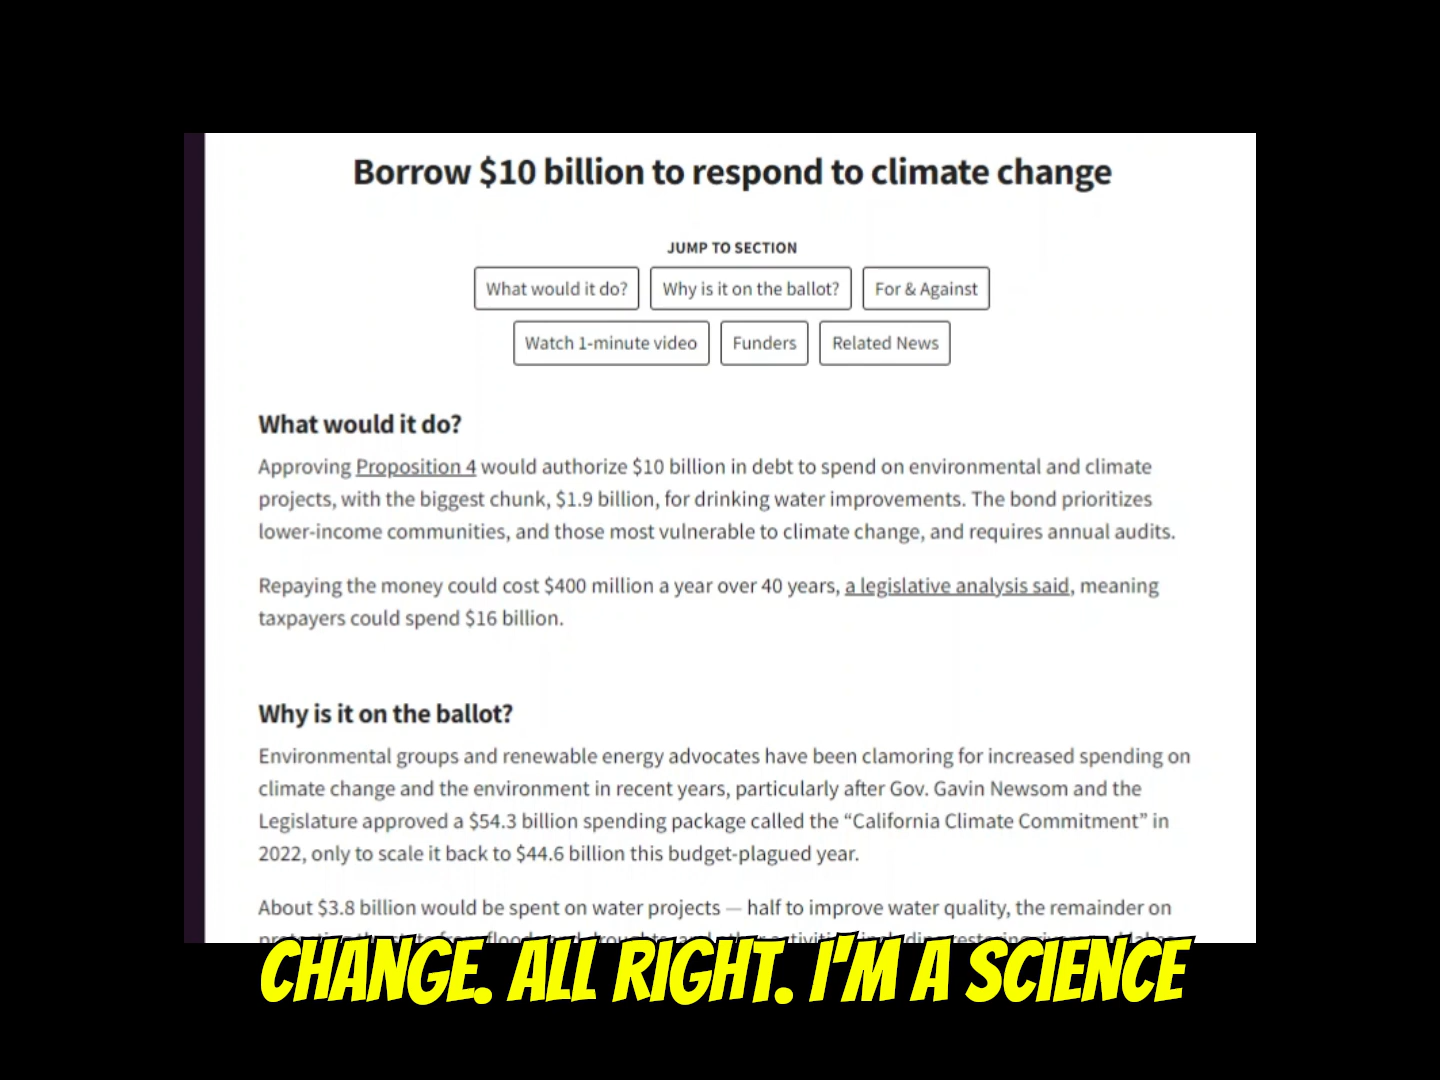 Borrow $10 billion to respond to climate change
JUMP TO SECTION
What would it do?
Why is it on the ballot?
For & Against
Watch 1-minute video
Funders
Related News
What would it do?
Approving Proposition 4 would authorize $10 billion in debt to spend on environmental and climate
projects, with the biggest chunk, $1.9 billion, for drinking water improvements. The bond prioritizes
lower-income communities, and those most vulnerable to climate change, and requires annual audits.
Repaying the money could cost $400 million a year over 40 years, a legislative analysis said, meaning
taxpayers could spend $16 billion.
Why is it on the ballot?
Environmental groups and renewable energy advocates have been clamoring for increased spending on
climate change and the environment in recent years, particularly after Gov. Gavin Newsom and the
Legislature approved a $54.3 billion spending package called the “California Climate Commitment” in
2022, only to scale it back to $44.6 billion this budget-plagued year.
About $3.8 billion would be spent on water projects — half to improve water quality, the remainder on
CHANGE. ALL RIGHT. I'M A SCIENCE